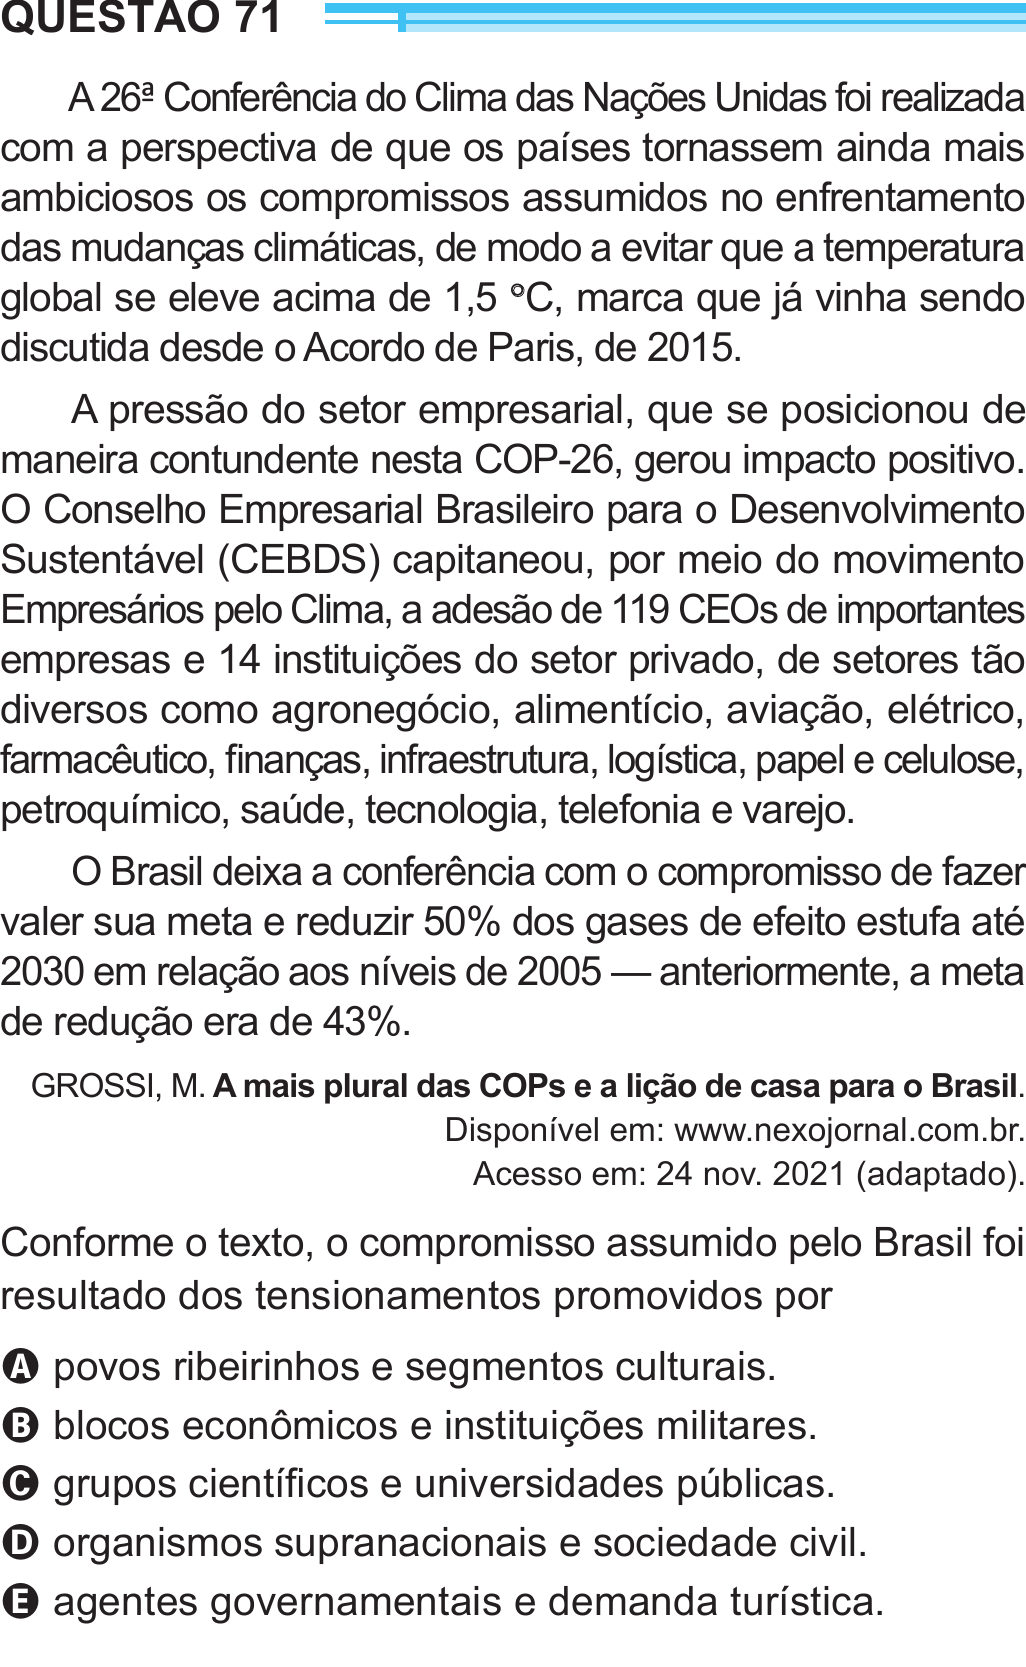 QUESTÃO 71
A 26ª Conferência do Clima das Nações Unidas foi realizada
com a perspectiva de que os países tornassem ainda mais
ambiciosos os compromissos assumidos no enfrentamento
das mudanças climáticas, de modo a evitar que a temperatura
global se eleve acima de 1,5 °C, marca que já vinha sendo
discutida desde o Acordo de Paris, de 2015.
A pressão do setor empresarial, que se posicionou de
maneira contundente nesta COP-26, gerou impacto positivo.
O Conselho Empresarial Brasileiro para o Desenvolvimento
Sustentável (CEBDS) capitaneou, por meio do movimento
Empresários pelo Clima, a adesão de 119 CEOs de importantes
empresas e 14 instituições do setor privado, de setores tão
diversos como agronegócio, alimentício, aviação, elétrico,
farmacêutico, finanças, infraestrutura, logística, papel e celulose,
petroquímico, saúde, tecnologia, telefonia e varejo.
O Brasil deixa a conferência com o compromisso de fazer
valer sua meta e reduzir 50% dos gases de efeito estufa até
2030 em relação aos níveis de 2005 — anteriormente, a meta
de redução era de 43%.
GROSSI, M. A mais plural das COPs e a lição de casa para o Brasil.
Disponível em: www.nexojornal.com.br.
Acesso em: 24 nov. 2021 (adaptado).
Conforme o texto, o compromisso assumido pelo Brasil foi
resultado dos tensionamentos promovidos por
A povos ribeirinhos e segmentos culturais.
B blocos econômicos e instituições militares.
C grupos científicos e universidades públicas.
D organismos supranacionais e sociedade civil.
E agentes governamentais e demanda turística.